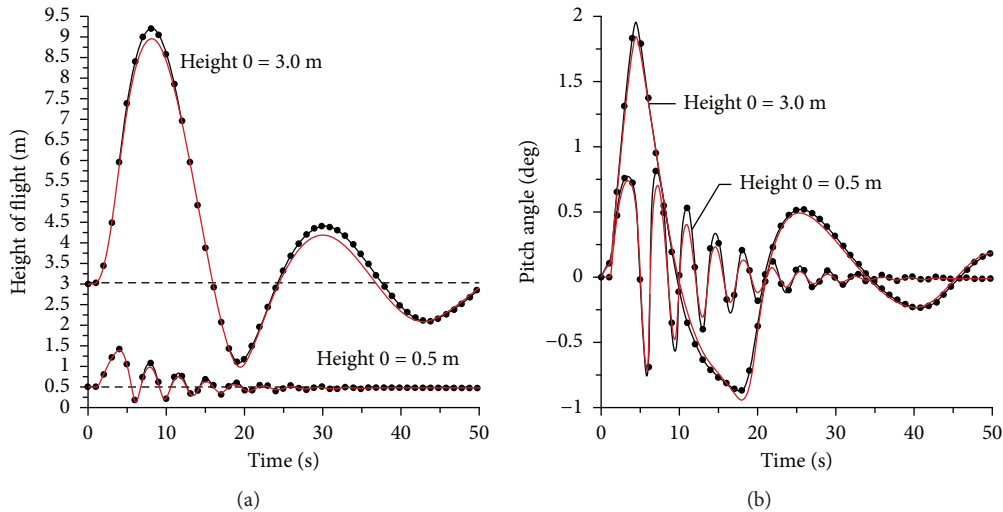 9.5
9
8.5
8
7.5
7
6.5
6
5.5
5
4.5
4
3.5
3
2.5
2
1.5
1
0.5
0
Height of flight (m)
Height 0 = 3.0 m
Height 0 = 0.5 m
0 10 20 30 40 50
Time (s)
(a)
2
1.5
1
0.5
0
−0.5
−1
Pitch angle (deg)
Height 0 = 3.0 m
Height 0 = 0.5 m
0 10 20 30 40 50
Time (s)
(b)